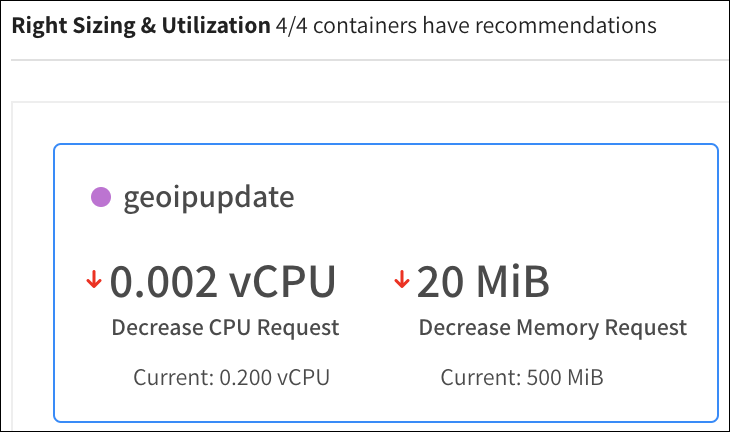 Right Sizing & Utilization 4/4 containers have recommendations
geoipupdate
0.002 vCPU
Decrease CPU Request
Current: 0.200 vCPU
20 MiB
Decrease Memory Request
Current: 500 MiB